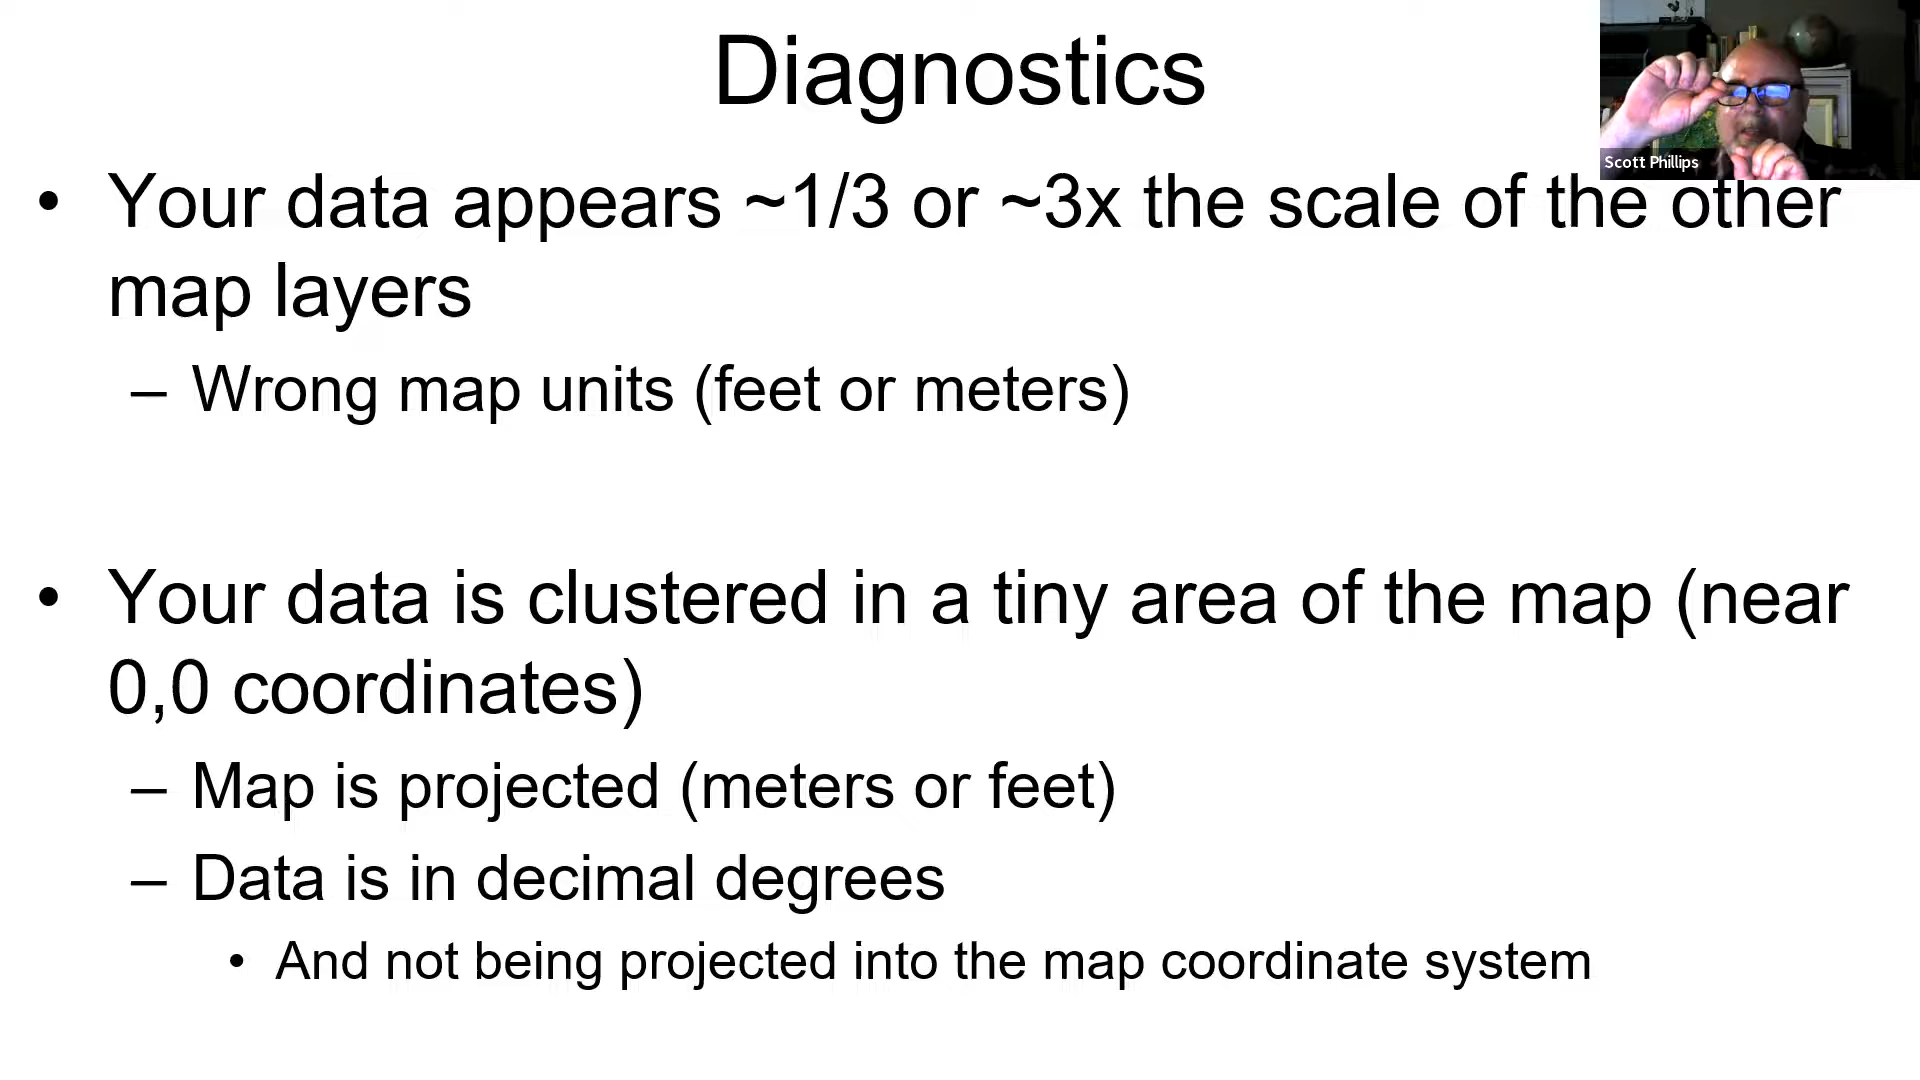 Diagnostics
Scott Phillips
• Your data appears ~1/3 or ~3x the scale of the other
map layers
– Wrong map units (feet or meters)
• Your data is clustered in a tiny area of the map (near
0,0 coordinates)
– Map is projected (meters or feet)
– Data is in decimal degrees
• And not being projected into the map coordinate system